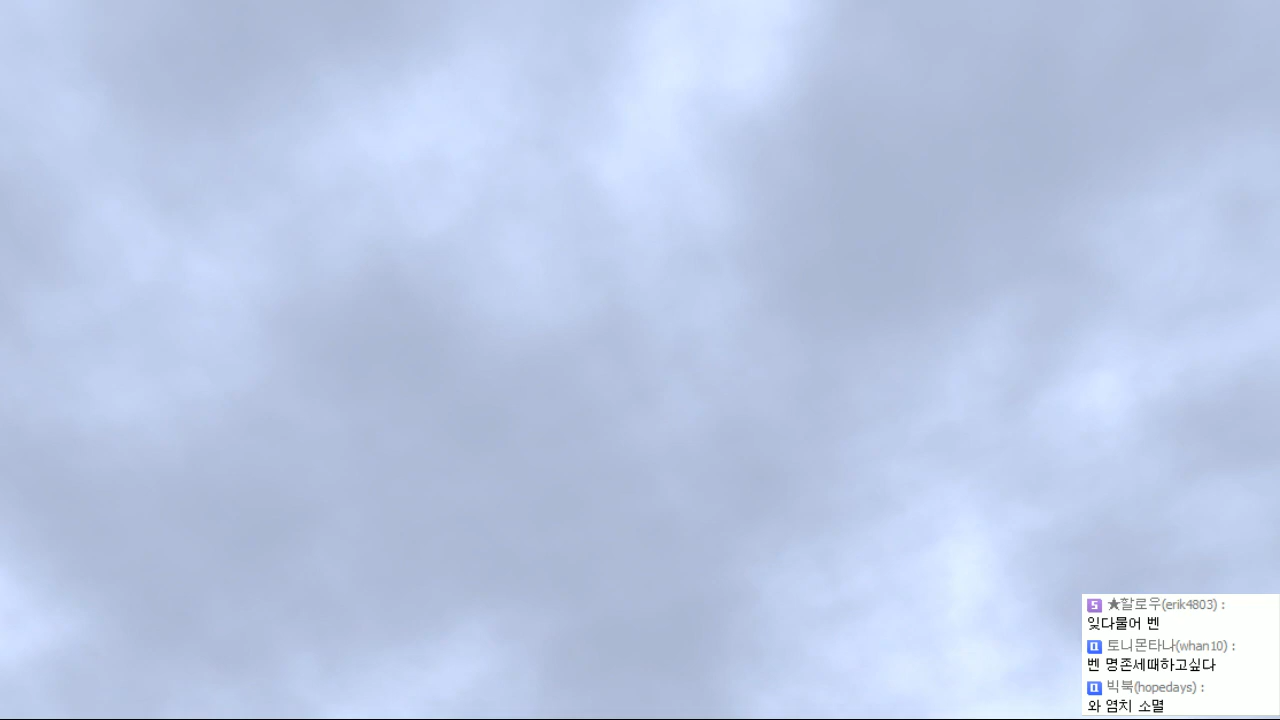 5 ★할로우(erik4803) :
잊다물어 벤
토니몬타나(whan10) :
벤 명존세때하고싶다
빅북(hopedays) :
와 염치 소멸